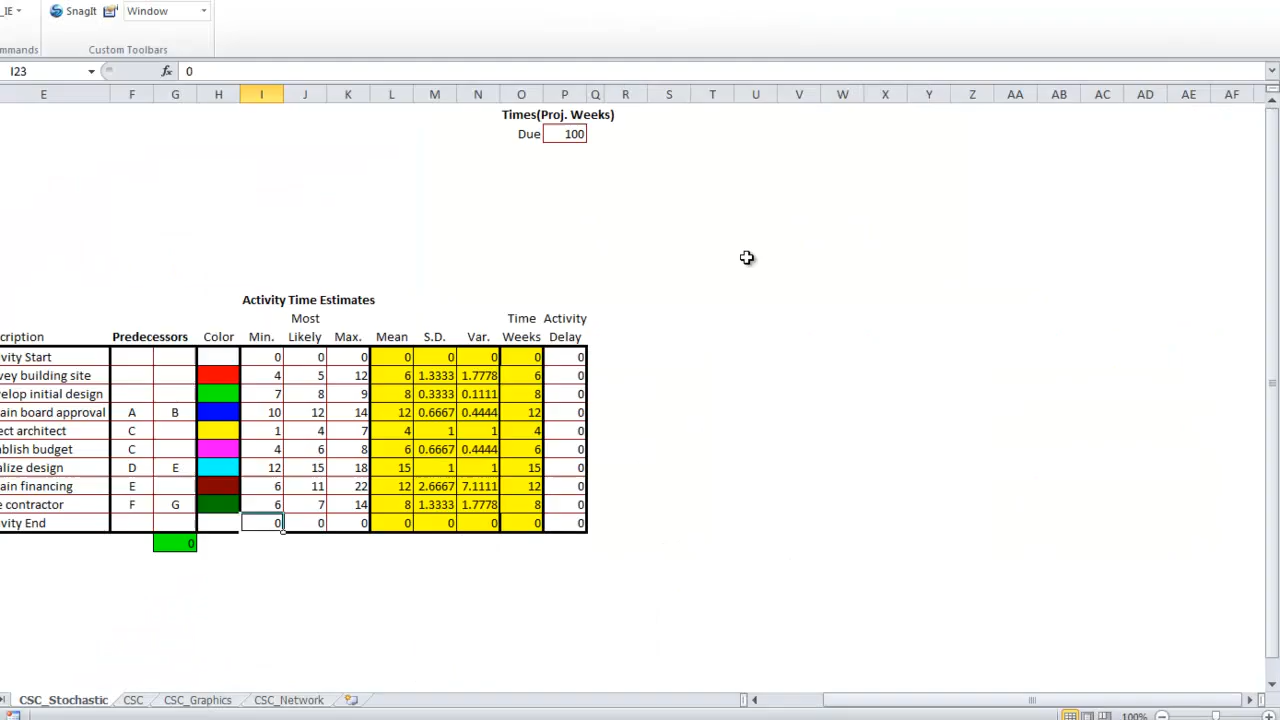 _IE SnagIt Window
mmands Custom Toolbars
I23 fx 0
E F G H I J K L M N O P Q R S T U V W X Y Z AA AB AC AD AE AF
Times(Proj. Weeks)
Due 100
Activity Time Estimates
Most Time Activity
cription Predecessors Color Min. Likely Max. Mean S.D. Var. Weeks Delay
vity Start 0 0 0 0 0 0 0 0
vey building site 4 5 12 6 1.3333 1.7778 6 0
velop initial design 7 8 9 8 0.3333 0.1111 8 0
ain board approval A B 10 12 14 12 0.6667 0.4444 12 0
ect architect C 1 4 7 4 1 1 4 0
ablish budget C 4 6 8 6 0.6667 0.4444 6 0
alize design D E 12 15 18 15 1 1 15 0
ain financing E 6 11 22 12 2.6667 7.1111 12 0
e contractor F G 6 7 14 8 1.3333 1.7778 8 0
vity End 0 0 0 0 0 0 0 0
0
CSC_Stochastic CSC CSC_Graphics CSC_Network
100%